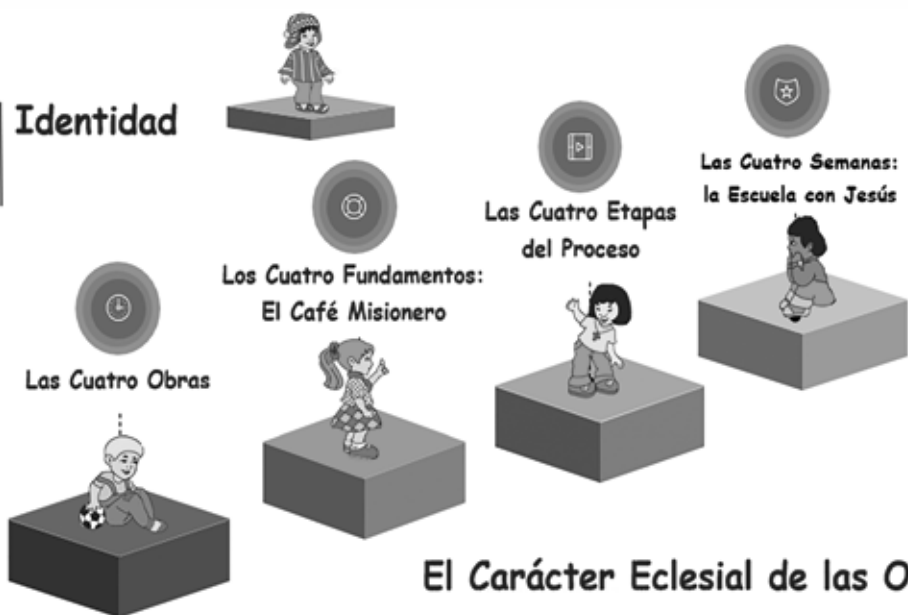 Identidad
Las Cuatro Semanas:
la Escuela con Jesús
Las Cuatro Etapas
del Proceso
Los Cuatro Fundamentos:
El Café Misionero
Las Cuatro Obras
El Carácter Eclesial de las O